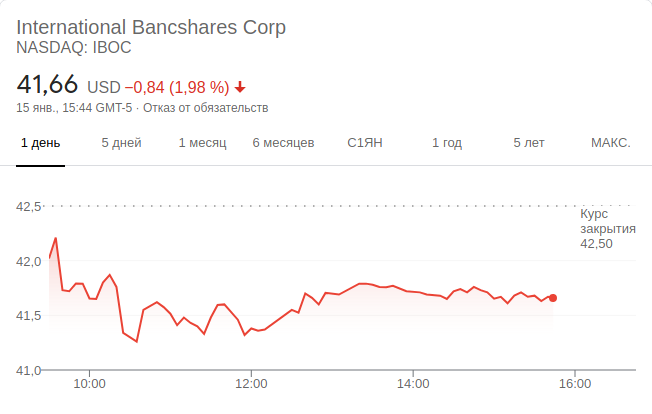 International Bancshares Corp
NASDAQ: IBOC
41,66 USD −0,84 (1,98 %)
15 янв., 15:44 GMT-5 · Отказ от обязательств
1 день 5 дней 1 месяц 6 месяцев С1ЯН 1 год 5 лет МАКС.
42,5
Курс
закрытия
42,50
42,0
41,5
41,0
10:00 12:00 14:00 16:00